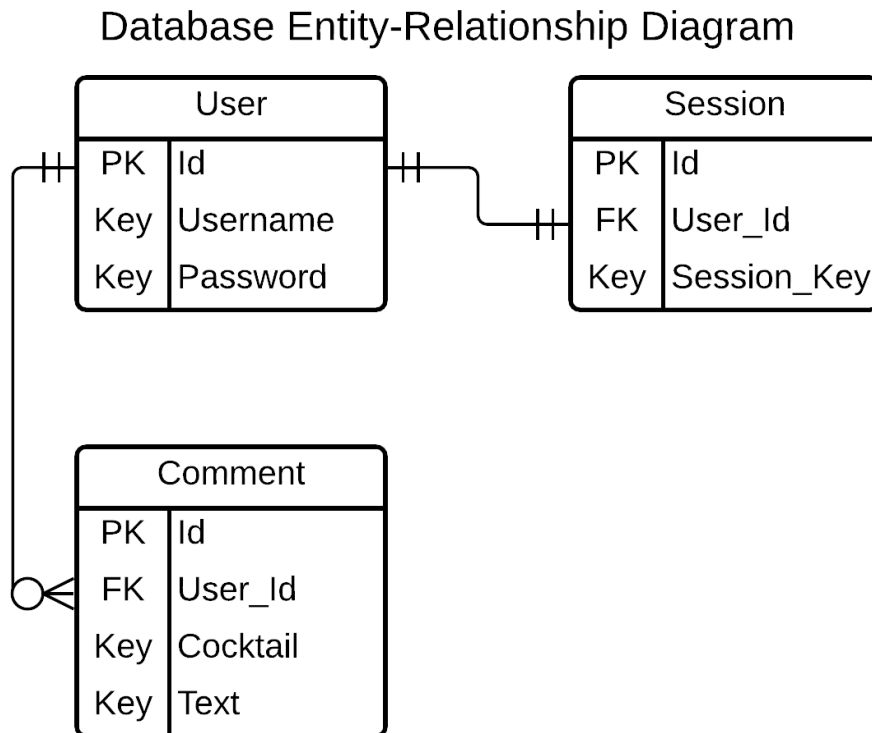 Database Entity-Relationship Diagram
User
PK Id
Key Username
Key Password
Session
PK Id
FK User_Id
Key Session_Key
Comment
PK Id
FK User_Id
Key Cocktail
Key Text